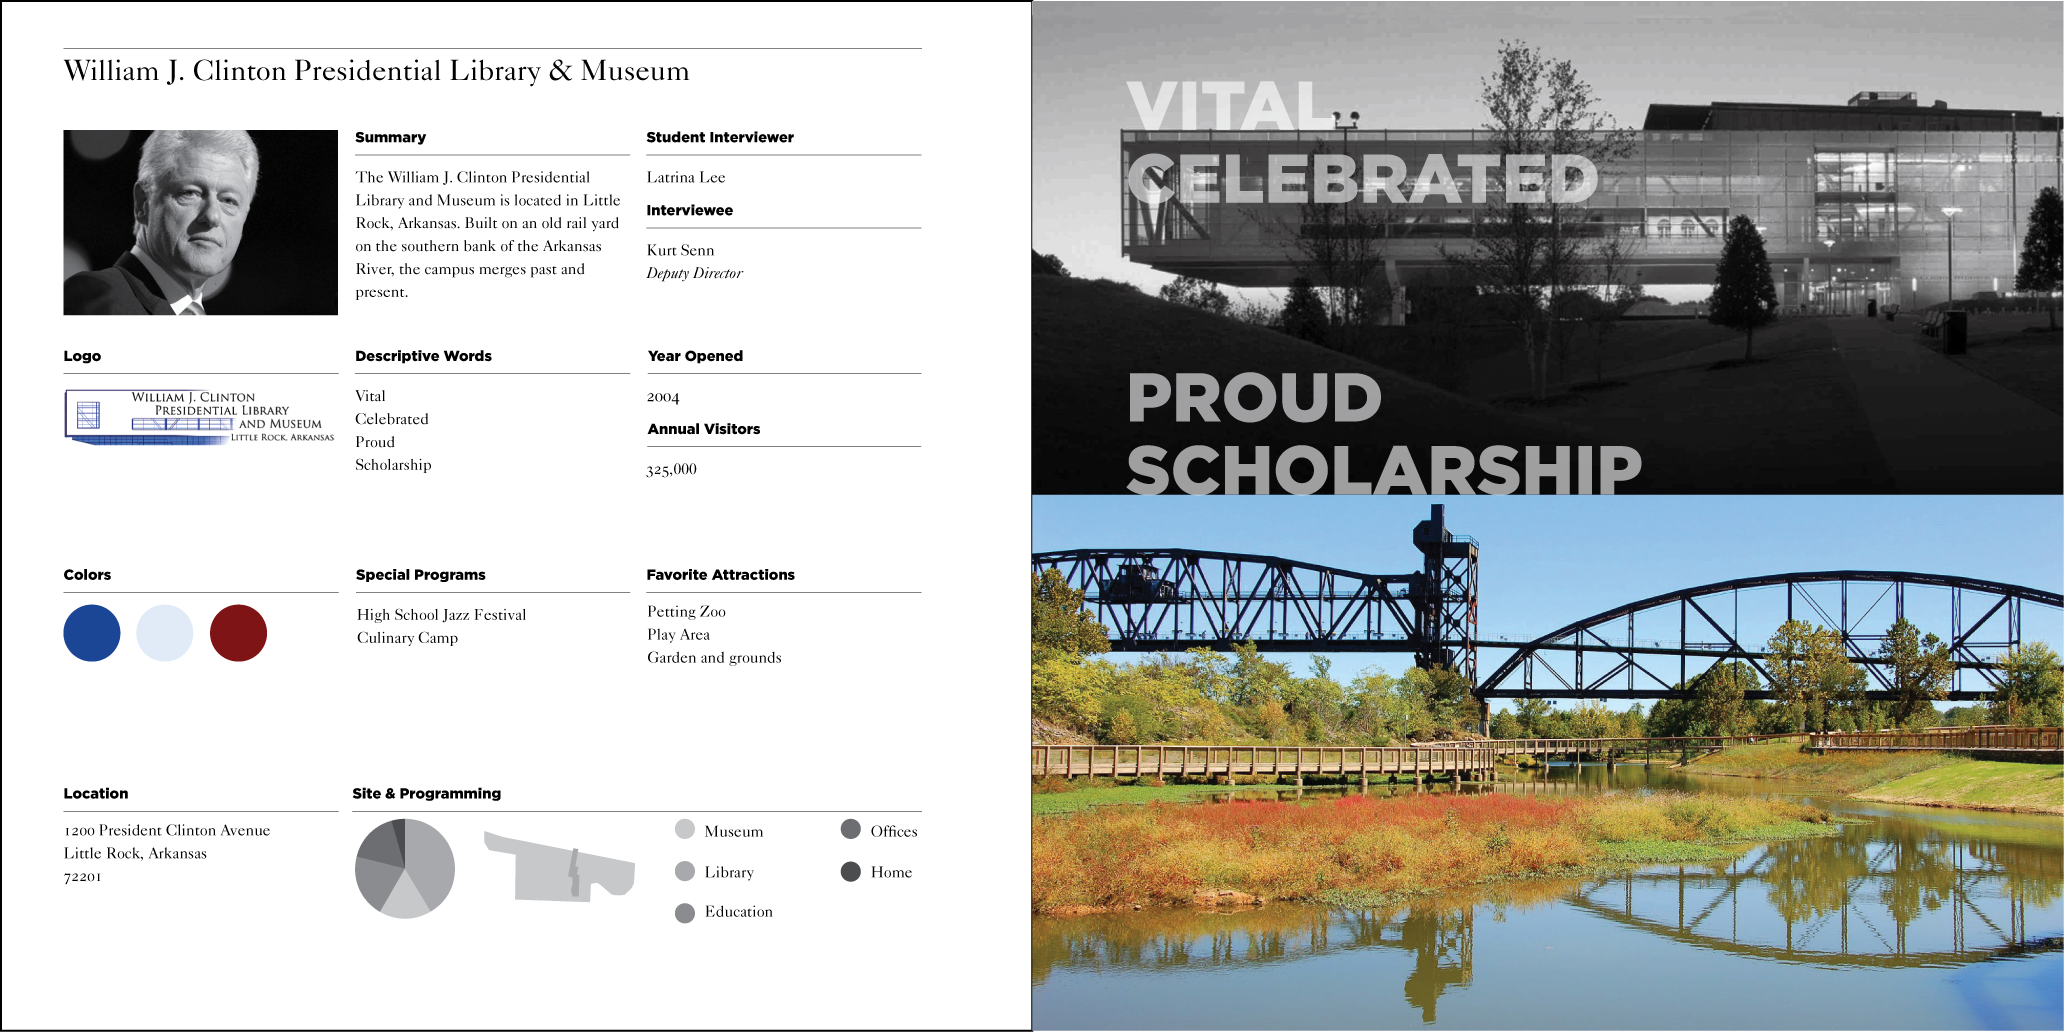 William J. Clinton Presidential Library & Museum
Summary
The William J. Clinton Presidential
Library and Museum is located in Little
Rock, Arkansas. Built on an old rail yard
on the southern bank of the Arkansas
River, the campus merges past and
present.
Student Interviewer
Latrina Lee
Interviewee
Kurt Senn
Deputy Director
Logo
WILLIAM J. CLINTON
PRESIDENTIAL LIBRARY
AND MUSEUM
LITTLE ROCK, ARKANSAS
Descriptive Words
Vital
Celebrated
Proud
Scholarship
Year Opened
2004
Annual Visitors
325,000
Colors
Special Programs
High School Jazz Festival
Culinary Camp
Favorite Attractions
Petting Zoo
Play Area
Garden and grounds
Location
1200 President Clinton Avenue
Little Rock, Arkansas
72201
Site & Programming
Museum
Library
Education
Offices
Home
VITAL
CELEBRATED
PROUD
SCHOLARSHIP